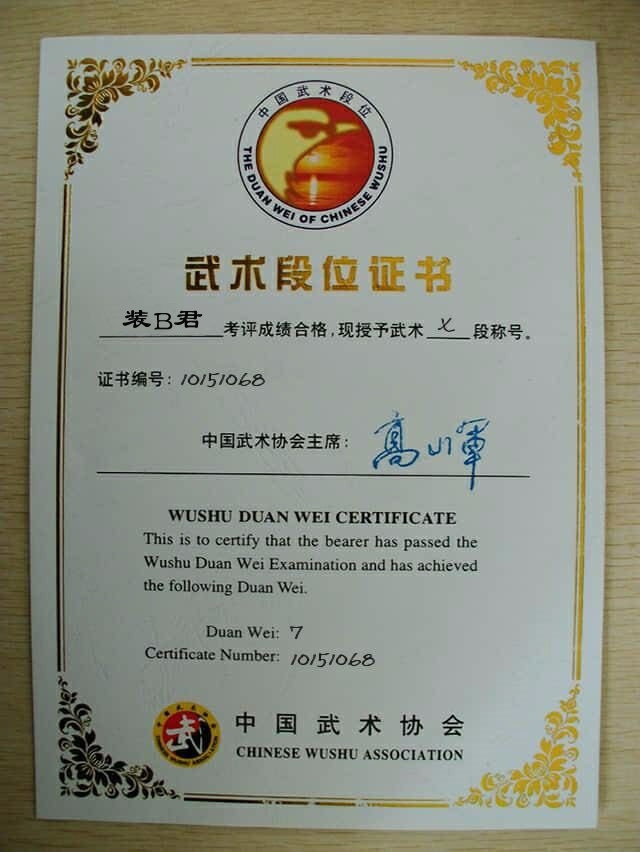 中国武术段位
THE DUAN WEI OF CHINESE WUSHU
武术段位证书
装B君 考评成绩合格,现授予武术 七 段称号。
证书编号: 10151068
中国武术协会主席: 高小军
WUSHU DUAN WEI CERTIFICATE
This is to certify that the bearer has passed the
Wushu Duan Wei Examination and has achieved
the following Duan Wei.
Duan Wei: 7
Certificate Number: 10151068
武
CHINESE WUSHU ASSOCIATION
中国武术协会
CHINESE WUSHU ASSOCIATION